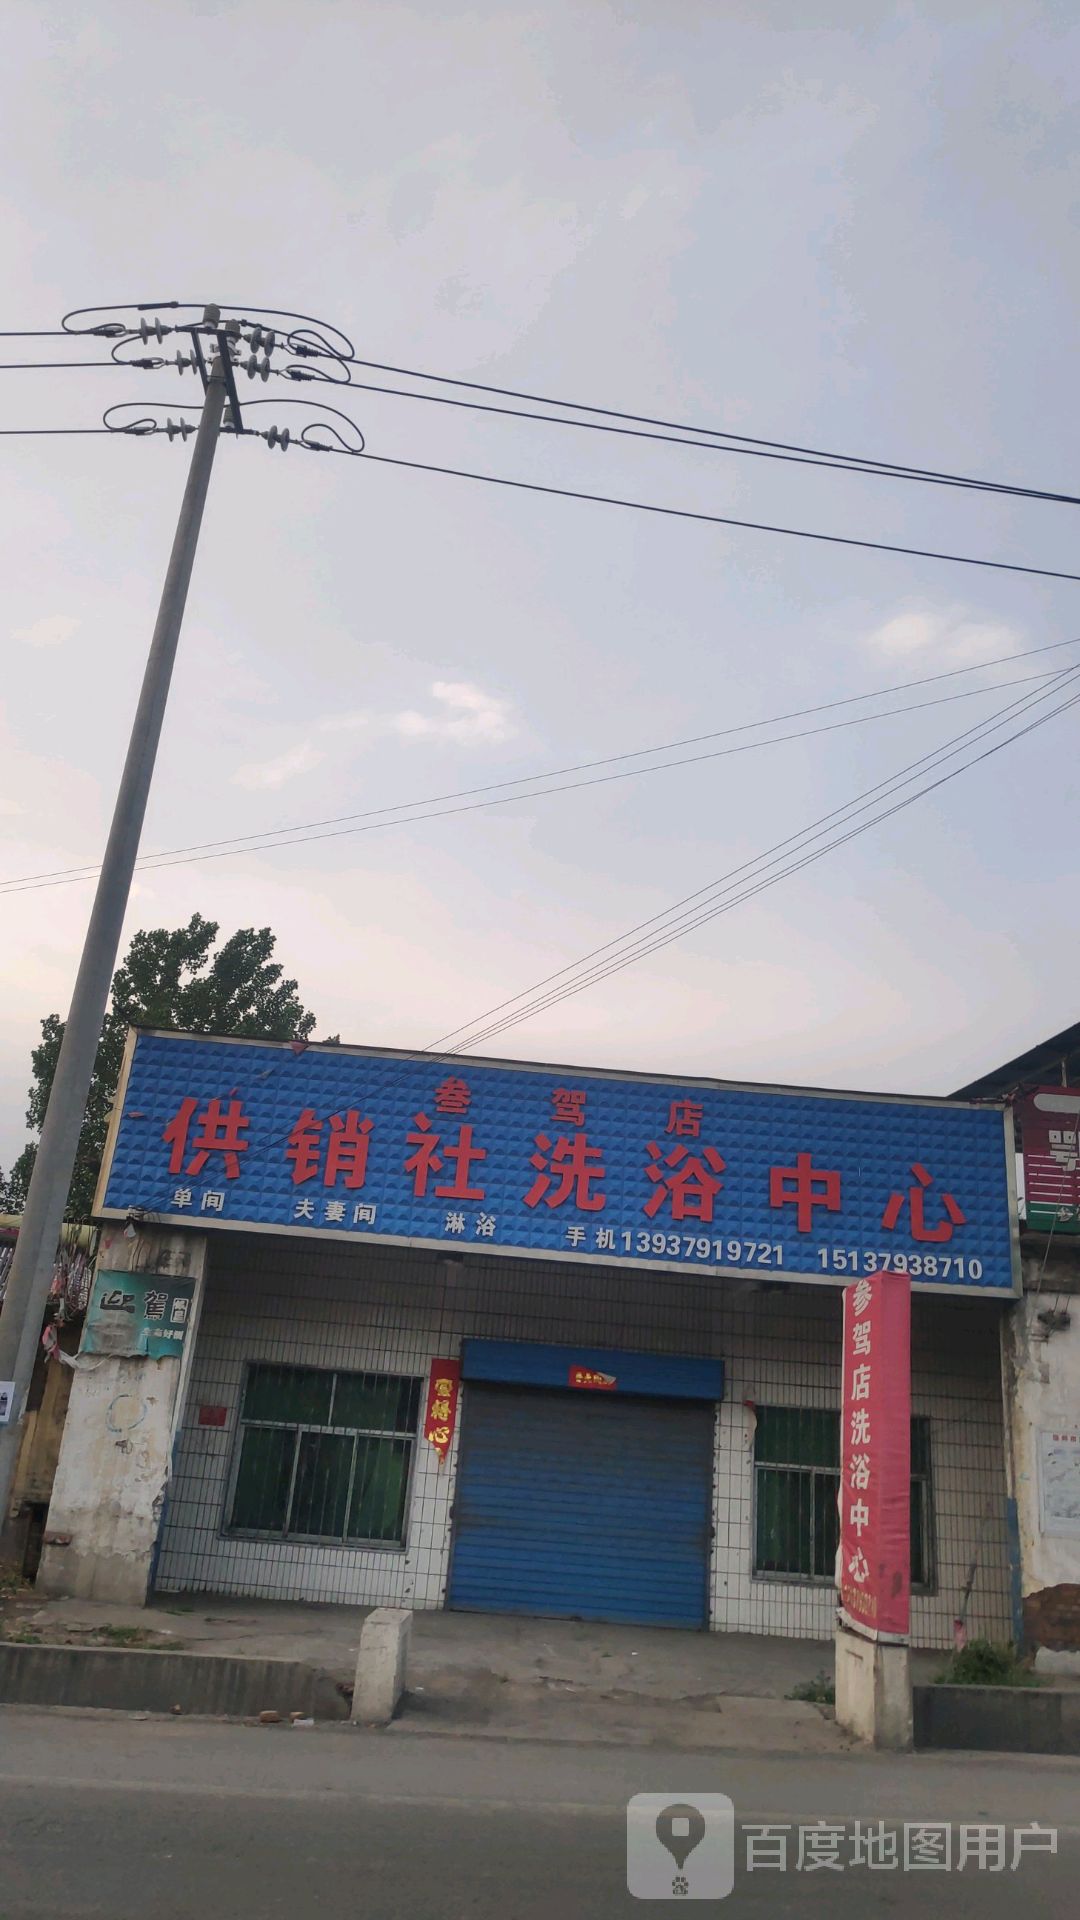 叁驾店
供销社洗浴中心
单间 夫妻间 淋浴 手机13937919721 15137938710
迎駕
参驾店洗浴中心
百度地图用户